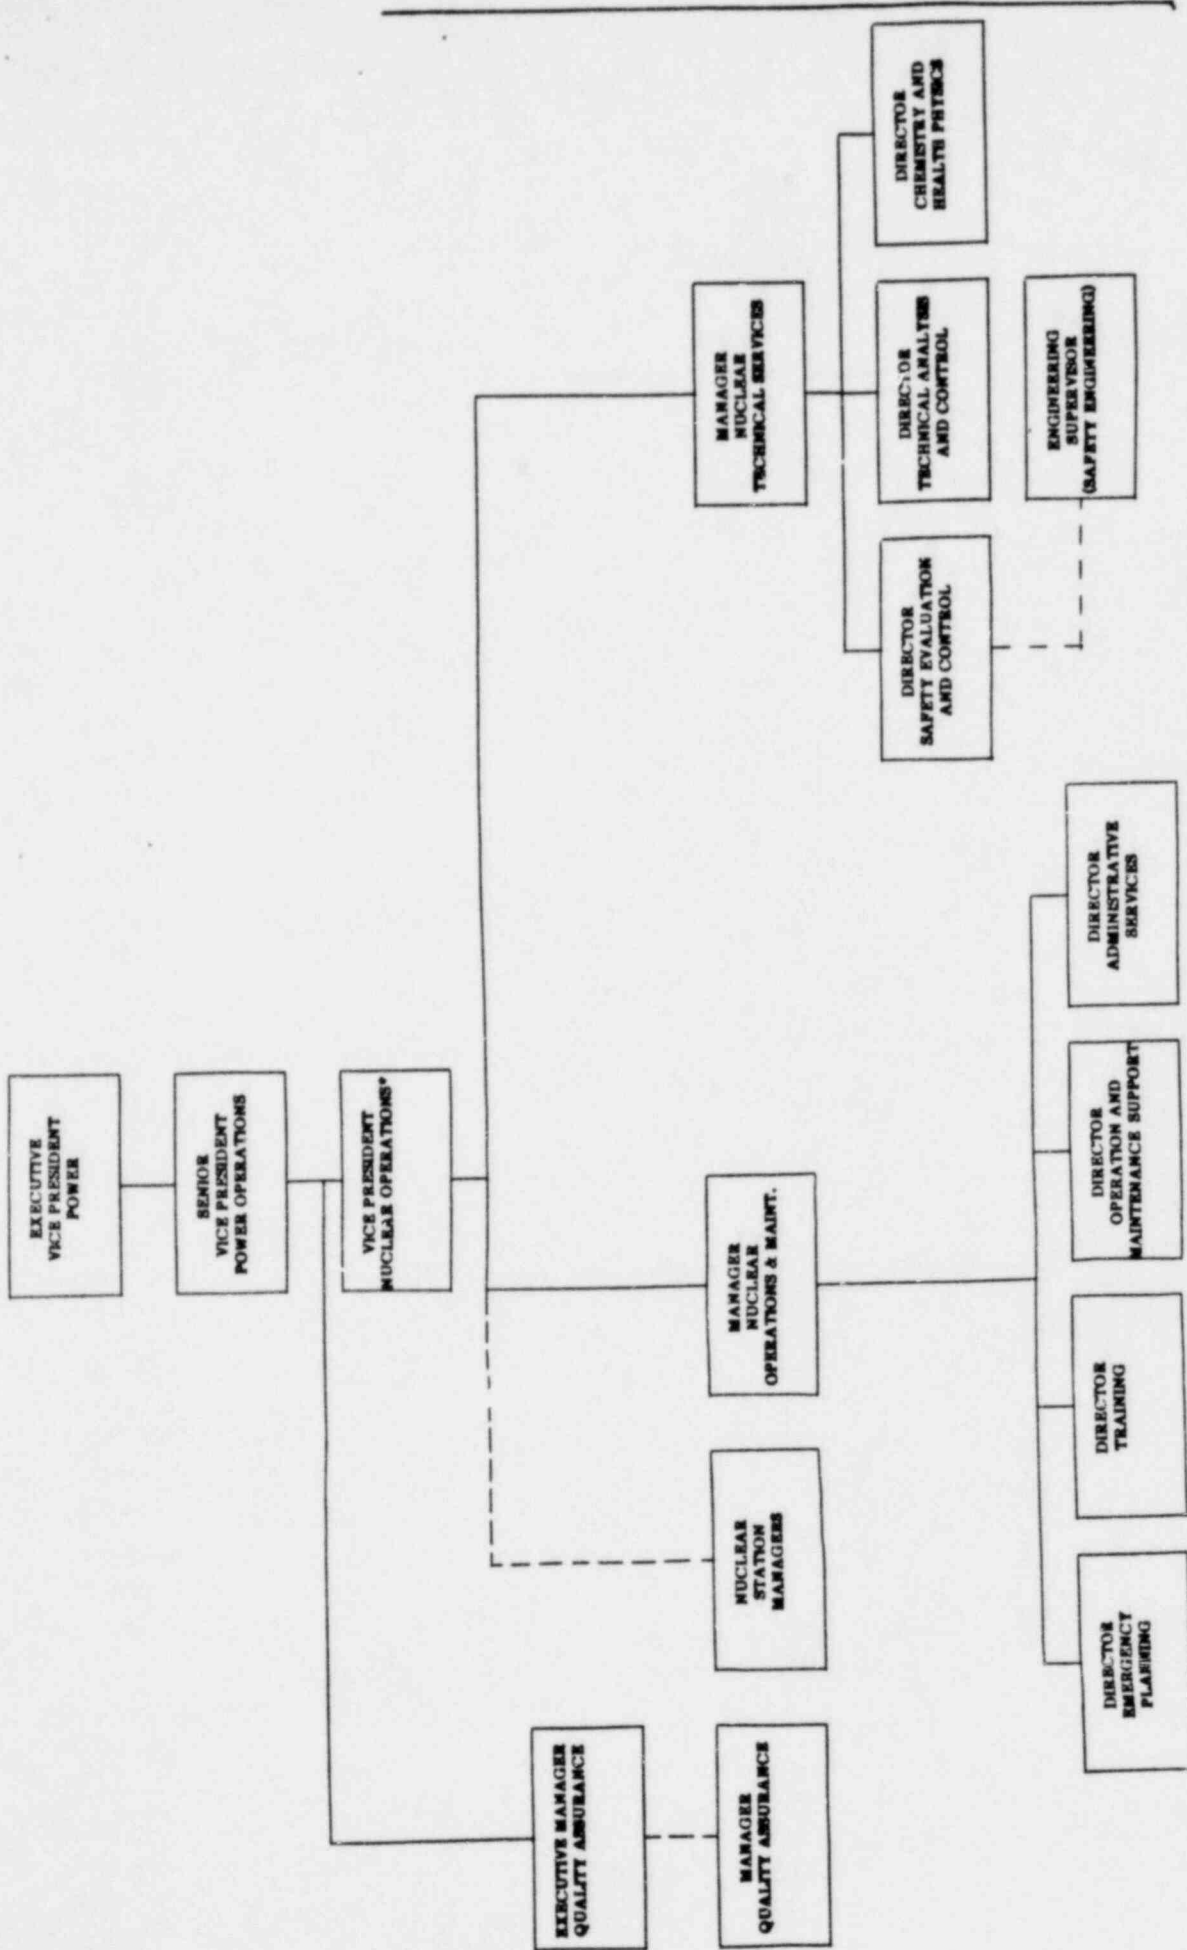 EXECUTIVE
VICE PRESIDENT
POWER
SENIOR
VICE PRESIDENT
POWER OPERATIONS
VICE PRESIDENT
NUCLEAR OPERATIONS*
EXECUTIVE MANAGER
QUALITY ASSURANCE
MANAGER
QUALITY ASSURANCE
NUCLEAR
STATION
MANAGERS
MANAGER
NUCLEAR
OPERATIONS & MAINT.
MANAGER
NUCLEAR
TECHNICAL SERVICES
DIRECTOR
SAFETY EVALUATION
AND CONTROL
DIRECTOR
TECHNICAL ANALYSIS
AND CONTROL
DIRECTOR
CHEMISTRY AND
HEALTH PHYSICS
ENGINEERING
SUPERVISOR
(SAFETY ENGINEERING)
DIRECTOR
EMERGENCY
PLANNING
DIRECTOR
TRAINING
DIRECTOR
OPERATION AND
MAINTENANCE SUPPORT
DIRECTOR
ADMINISTRATIVE
SERVICES